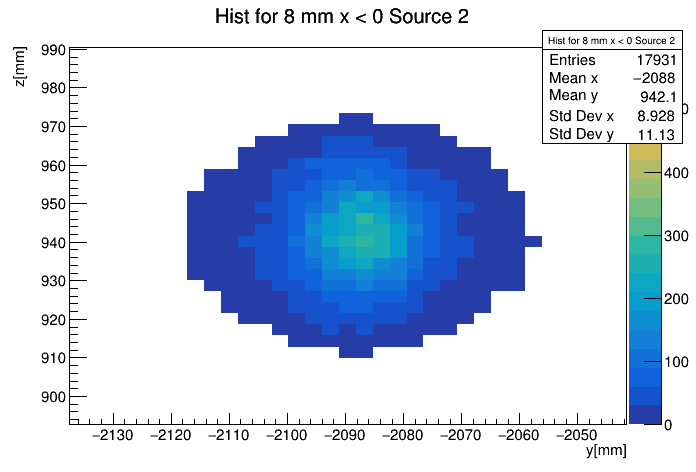 Hist for 8 mm x < 0 Source 2
z[mm]
990
980
970
960
950
940
930
920
910
900
Hist for 8 mm x < 0 Source 2
Entries 17931
Mean x −2088
Mean y 942.1
Std Dev x 8.928
Std Dev y 11.13
0
400
300
200
100
0
−2130 −2120 −2110 −2100 −2090 −2080 −2070 −2060 −2050
y[mm]